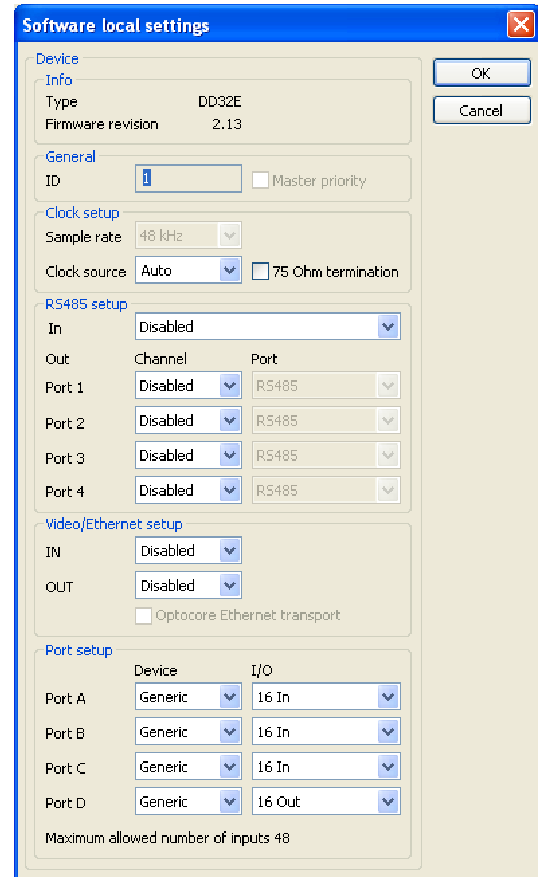 Software local settings
Device
OK
Info
Type DD32E
Cancel
Firmware revision 2.13
General
ID 1 Master priority
Clock setup
Sample rate 48 kHz
Clock source Auto 75 Ohm termination
RS485 setup
In Disabled
Out Channel Port
Port 1 Disabled RS485
Port 2 Disabled RS485
Port 3 Disabled RS485
Port 4 Disabled RS485
Video/Ethernet setup
IN Disabled
OUT Disabled
Optocore Ethernet transport
Port setup
Device I/O
Port A Generic 16 In
Port B Generic 16 In
Port C Generic 16 In
Port D Generic 16 Out
Maximum allowed number of inputs 48